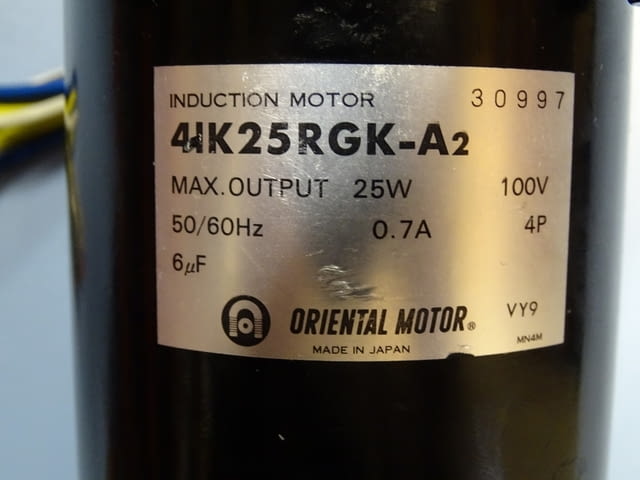 INDUCTION MOTOR 30997
4IK25RGK-A2
MAX. OUTPUT 25W 100V
50/60Hz 0.7A 4P
6μF
ORIENTAL MOTOR® VY9
MADE IN JAPAN MN4M